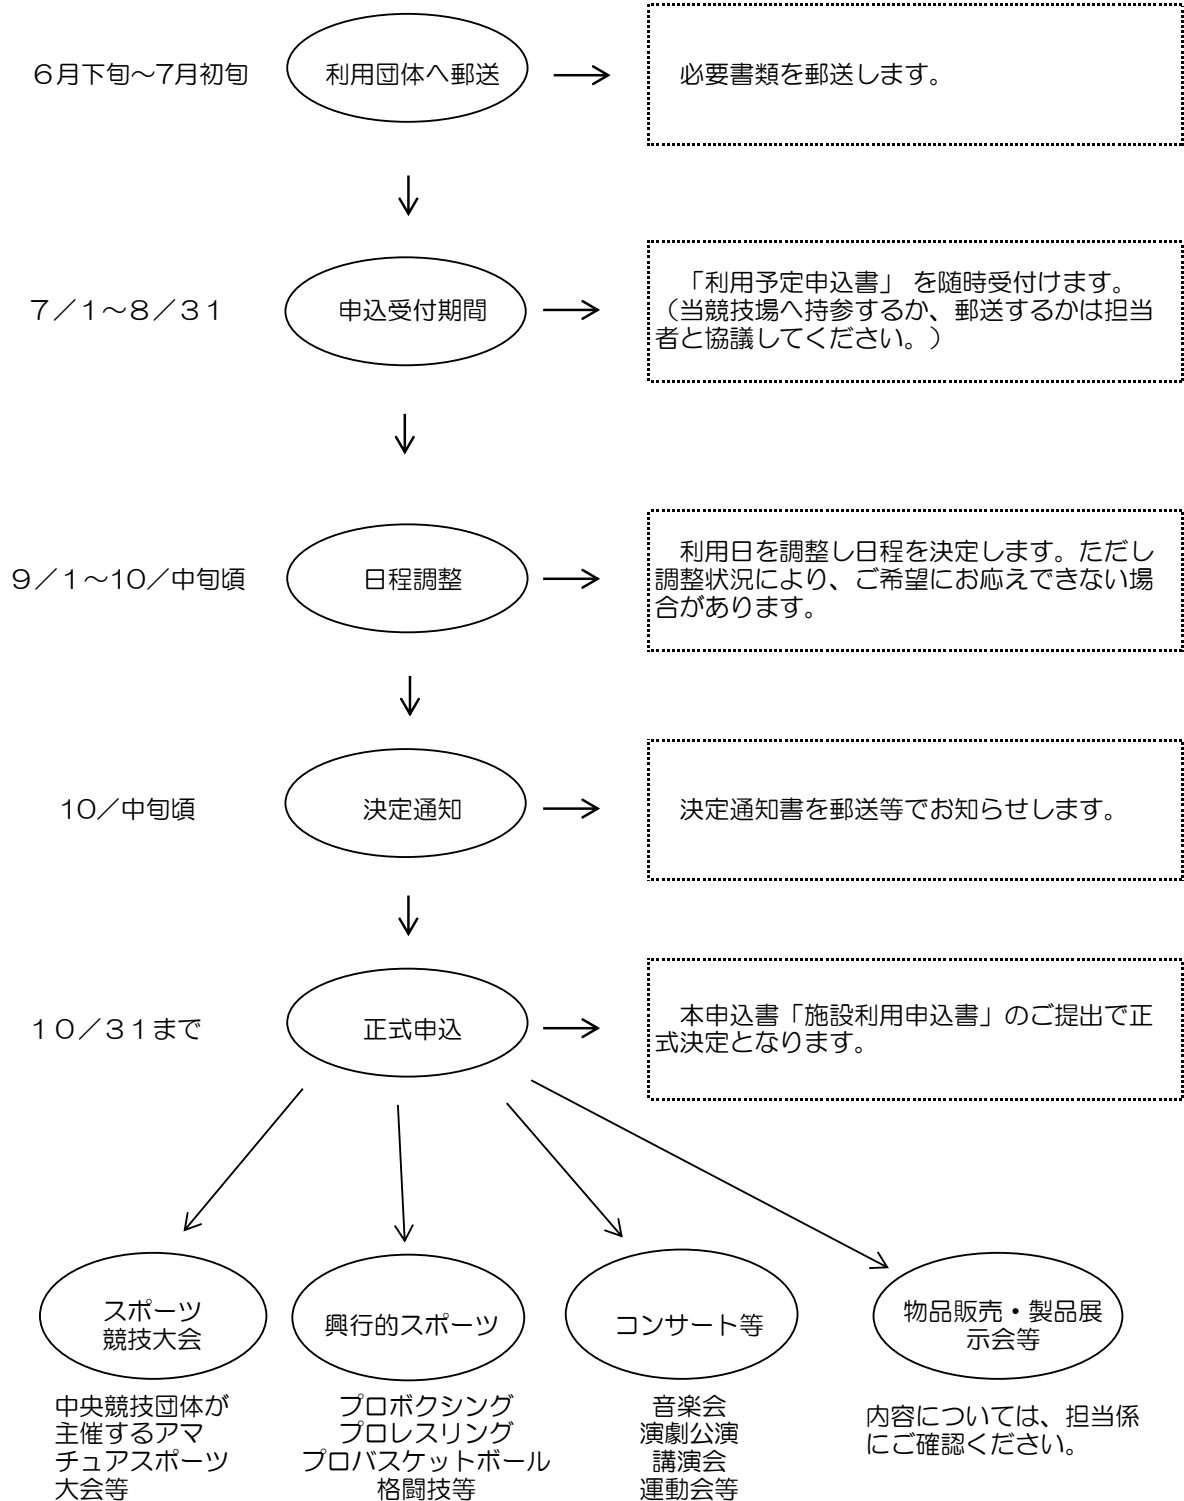 ６月下旬～7月初旬
利用団体へ郵送
必要書類を郵送します。
７／１～８／３１
申込受付期間
「利用予定申込書」 を随時受付けます。
（当競技場へ持参するか、郵送するかは担当
者と協議してください。）
９／１～10／中旬頃
日程調整
利用日を調整し日程を決定します。ただし
調整状況により、ご希望にお応えできない場
合があります。
10／中旬頃
決定通知
決定通知書を郵送等でお知らせします。
１０／３１まで
正式申込
本申込書「施設利用申込書」のご提出で正
式決定となります。
スポーツ
競技大会
中央競技団体が
主催するアマ
チュアスポーツ
大会等
興行的スポーツ
プロボクシング
プロレスリング
プロバスケットボール
格闘技等
コンサート等
音楽会
演劇公演
講演会
運動会等
物品販売・製品展
示会等
内容については、担当係
にご確認ください。